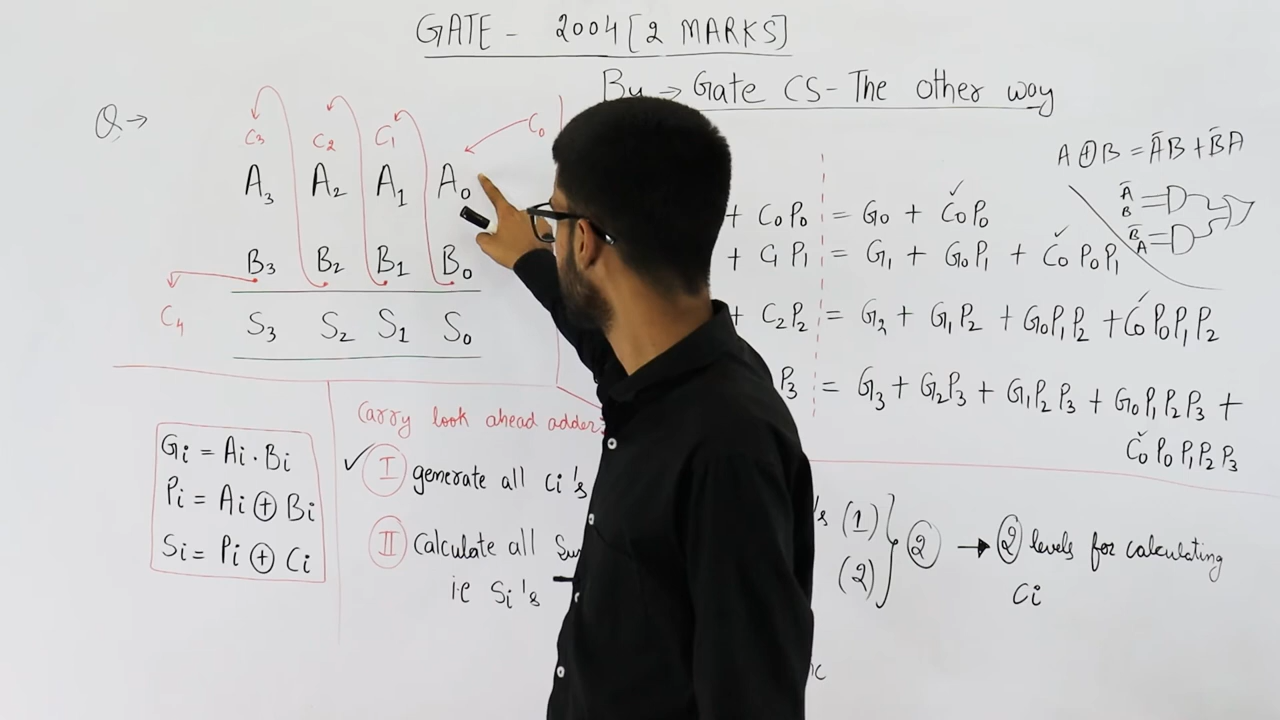 GATE - 2004 [2 MARKS]
By → Gate CS - The other way
Q →
C3 C2 C1 C0
A3 A2 A1 A0
B3 B2 B1 B0
C4
S3 S2 S1 S0
A ⊕ B = A̅B + B̅A
A̅
B
B̅
A
+ C0P0 = G0 + C0P0
+ C1P1 = G1 + G0P1 + C0P0P1
+ C2P2 = G2 + G1P2 + G0P1P2 + C0P0P1P2
P3 = G3 + G2P3 + G1P2P3 + G0P1P2P3 +
C0P0P1P2P3
Gi = Ai . Bi
Pi = Ai ⊕ Bi
Si = Pi ⊕ Ci
Carry look ahead adder:
I generate all Ci's
II Calculate all
i.e Si's
's (1)
(2)
2 → 2 levels for calculating
Ci